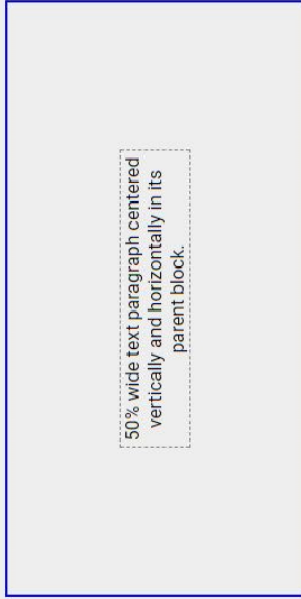 50% wide text paragraph centered
vertically and horizontally in its
parent block.